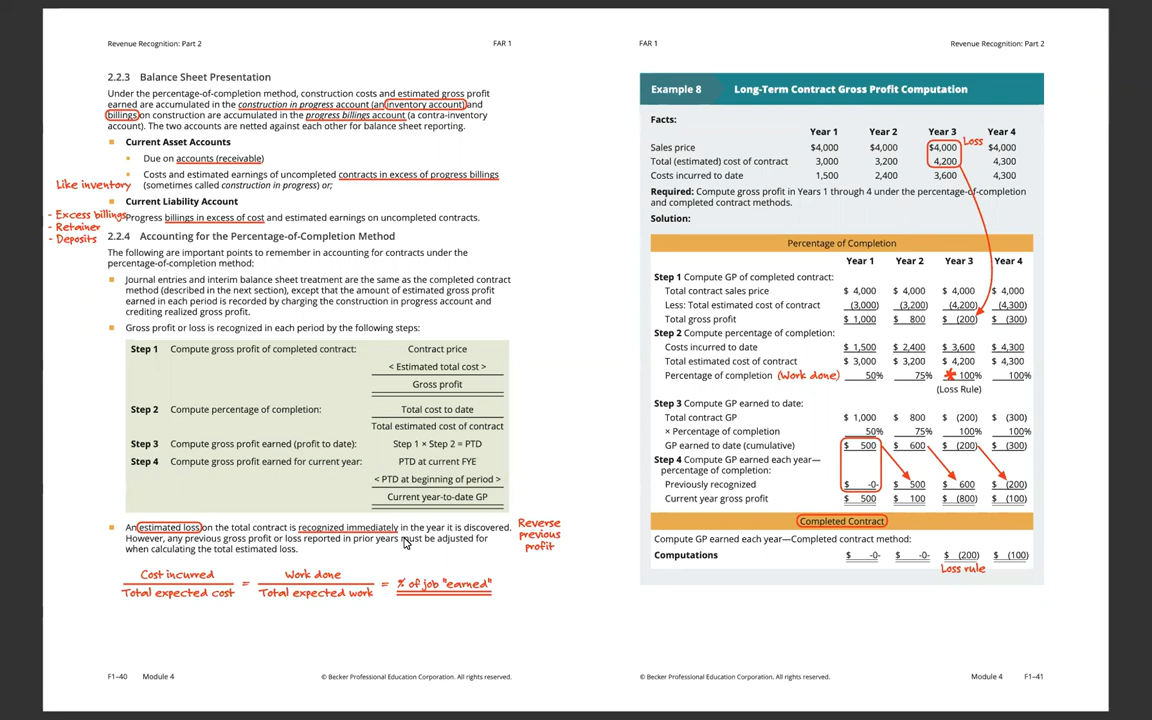 Revenue Recognition: Part 2 FAR 1
2.2.3 Balance Sheet Presentation
Under the percentage-of-completion method, construction costs and estimated gross profit
earned are accumulated in the construction in progress account (an inventory account) and
billings on construction are accumulated in the progress billings account (a contra-inventory
account). The two accounts are netted against each other for balance sheet reporting.
Current Asset Accounts
Due on accounts (receivable)
Costs and estimated earnings of uncompleted contracts in excess of progress billings
Like inventory (sometimes called construction in progress) or;
Current Liability Account
- Excess billings Progress billings in excess of cost and estimated earnings on uncompleted contracts.
- Retainer
- Deposits
2.2.4 Accounting for the Percentage-of-Completion Method
The following are important points to remember in accounting for contracts under the
percentage-of-completion method:
Journal entries and interim balance sheet treatment are the same as the completed contract
method (described in the next section), except that the amount of estimated gross profit
earned in each period is recorded by charging the construction in progress account and
crediting realized gross profit.
Gross profit or loss is recognized in each period by the following steps:
Step 1 Compute gross profit of completed contract: Contract price
< Estimated total cost >
Gross profit
Step 2 Compute percentage of completion: Total cost to date
Total estimated cost of contract
Step 3 Compute gross profit earned (profit to date): Step 1 × Step 2 = PTD
Step 4 Compute gross profit earned for current year: PTD at current FYE
< PTD at beginning of period >
Current year-to-date GP
An estimated loss on the total contract is recognized immediately in the year it is discovered.
However, any previous gross profit or loss reported in prior years must be adjusted for
when calculating the total estimated loss.
Reverse
previous
profit
Cost incurred = Work done = % of job "earned"
Total expected cost Total expected work
F1–40 Module 4 © Becker Professional Education Corporation. All rights reserved.
FAR 1 Revenue Recognition: Part 2
Example 8 Long-Term Contract Gross Profit Computation
Facts:
Year 1 Year 2 Year 3 Year 4
Sales price $4,000 $4,000 $4,000 Loss $4,000
Total (estimated) cost of contract 3,000 3,200 4,200 4,300
Costs incurred to date 1,500 2,400 3,600 4,300
Required: Compute gross profit in Years 1 through 4 under the percentage-of-completion
and completed contract methods.
Solution:
Percentage of Completion
Year 1 Year 2 Year 3 Year 4
Step 1 Compute GP of completed contract:
Total contract sales price $ 4,000 $ 4,000 $ 4,000 $ 4,000
Less: Total estimated cost of contract (3,000) (3,200) (4,200) (4,300)
Total gross profit $ 1,000 $ 800 $ (200) $ (300)
Step 2 Compute percentage of completion:
Costs incurred to date $ 1,500 $ 2,400 $ 3,600 $ 4,300
Total estimated cost of contract $ 3,000 $ 3,200 $ 4,200 $ 4,300
Percentage of completion (Work done) 50% 75% * 100% 100%
(Loss Rule)
Step 3 Compute GP earned to date:
Total contract GP $ 1,000 $ 800 $ (200) $ (300)
× Percentage of completion 50% 75% 100% 100%
GP earned to date (cumulative) $ 500 $ 600 $ (200) $ (300)
Step 4 Compute GP earned each year—
percentage of completion:
Previously recognized $ -0- $ 500 $ 600 $ (200)
Current year gross profit $ 500 $ 100 $ (800) $ (100)
Completed Contract
Compute GP earned each year—Completed contract method:
Computations $ -0- $ -0- $ (200) $ (100)
Loss rule
© Becker Professional Education Corporation. All rights reserved. Module 4 F1–41